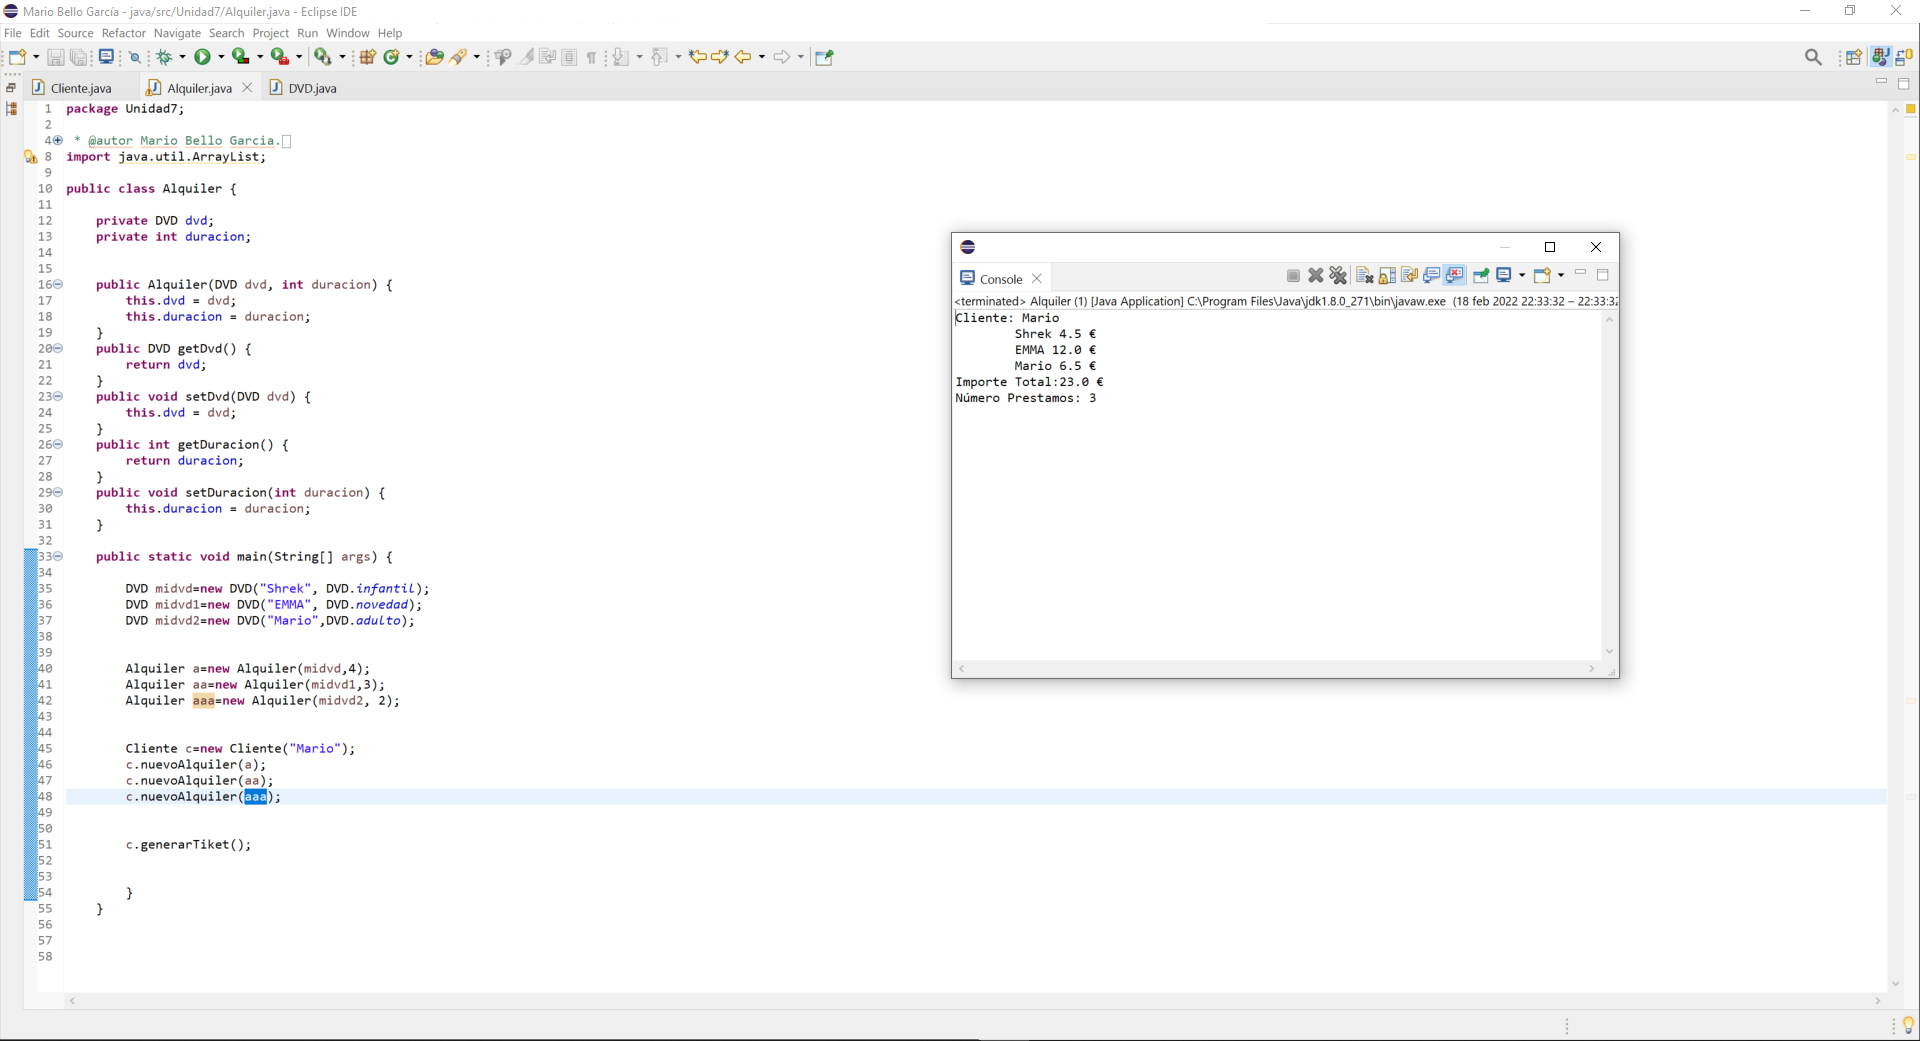 Mario Bello García - java/src/Unidad7/Alquiler.java - Eclipse IDE
File Edit Source Refactor Navigate Search Project Run Window Help
Cliente.java Alquiler.java DVD.java
1 package Unidad7;
2
4 * @autor Mario Bello Garcia.
8 import java.util.ArrayList;
9
10 public class Alquiler {
11
12 private DVD dvd;
13 private int duracion;
14
15
16 public Alquiler(DVD dvd, int duracion) {
17 this.dvd = dvd;
18 this.duracion = duracion;
19 }
20 public DVD getDvd() {
21 return dvd;
22 }
23 public void setDvd(DVD dvd) {
24 this.dvd = dvd;
25 }
26 public int getDuracion() {
27 return duracion;
28 }
29 public void setDuracion(int duracion) {
30 this.duracion = duracion;
31 }
32
33 public static void main(String[] args) {
34
35 DVD midvd=new DVD("Shrek", DVD.infantil);
36 DVD midvd1=new DVD("EMMA", DVD.novedad);
37 DVD midvd2=new DVD("Mario",DVD.adulto);
38
39
40 Alquiler a=new Alquiler(midvd,4);
41 Alquiler aa=new Alquiler(midvd1,3);
42 Alquiler aaa=new Alquiler(midvd2, 2);
43
44
45 Cliente c=new Cliente("Mario");
46 c.nuevoAlquiler(a);
47 c.nuevoAlquiler(aa);
48 c.nuevoAlquiler(aaa);
49
50
51 c.generarTiket();
52
53
54 }
55 }
56
57
58
Console
<terminated> Alquiler (1) [Java Application] C:\Program Files\Java\jdk1.8.0_271\bin\javaw.exe (18 feb 2022 22:33:32 – 22:33:32
Cliente: Mario
Shrek 4.5 €
EMMA 12.0 €
Mario 6.5 €
Importe Total:23.0 €
Número Prestamos: 3